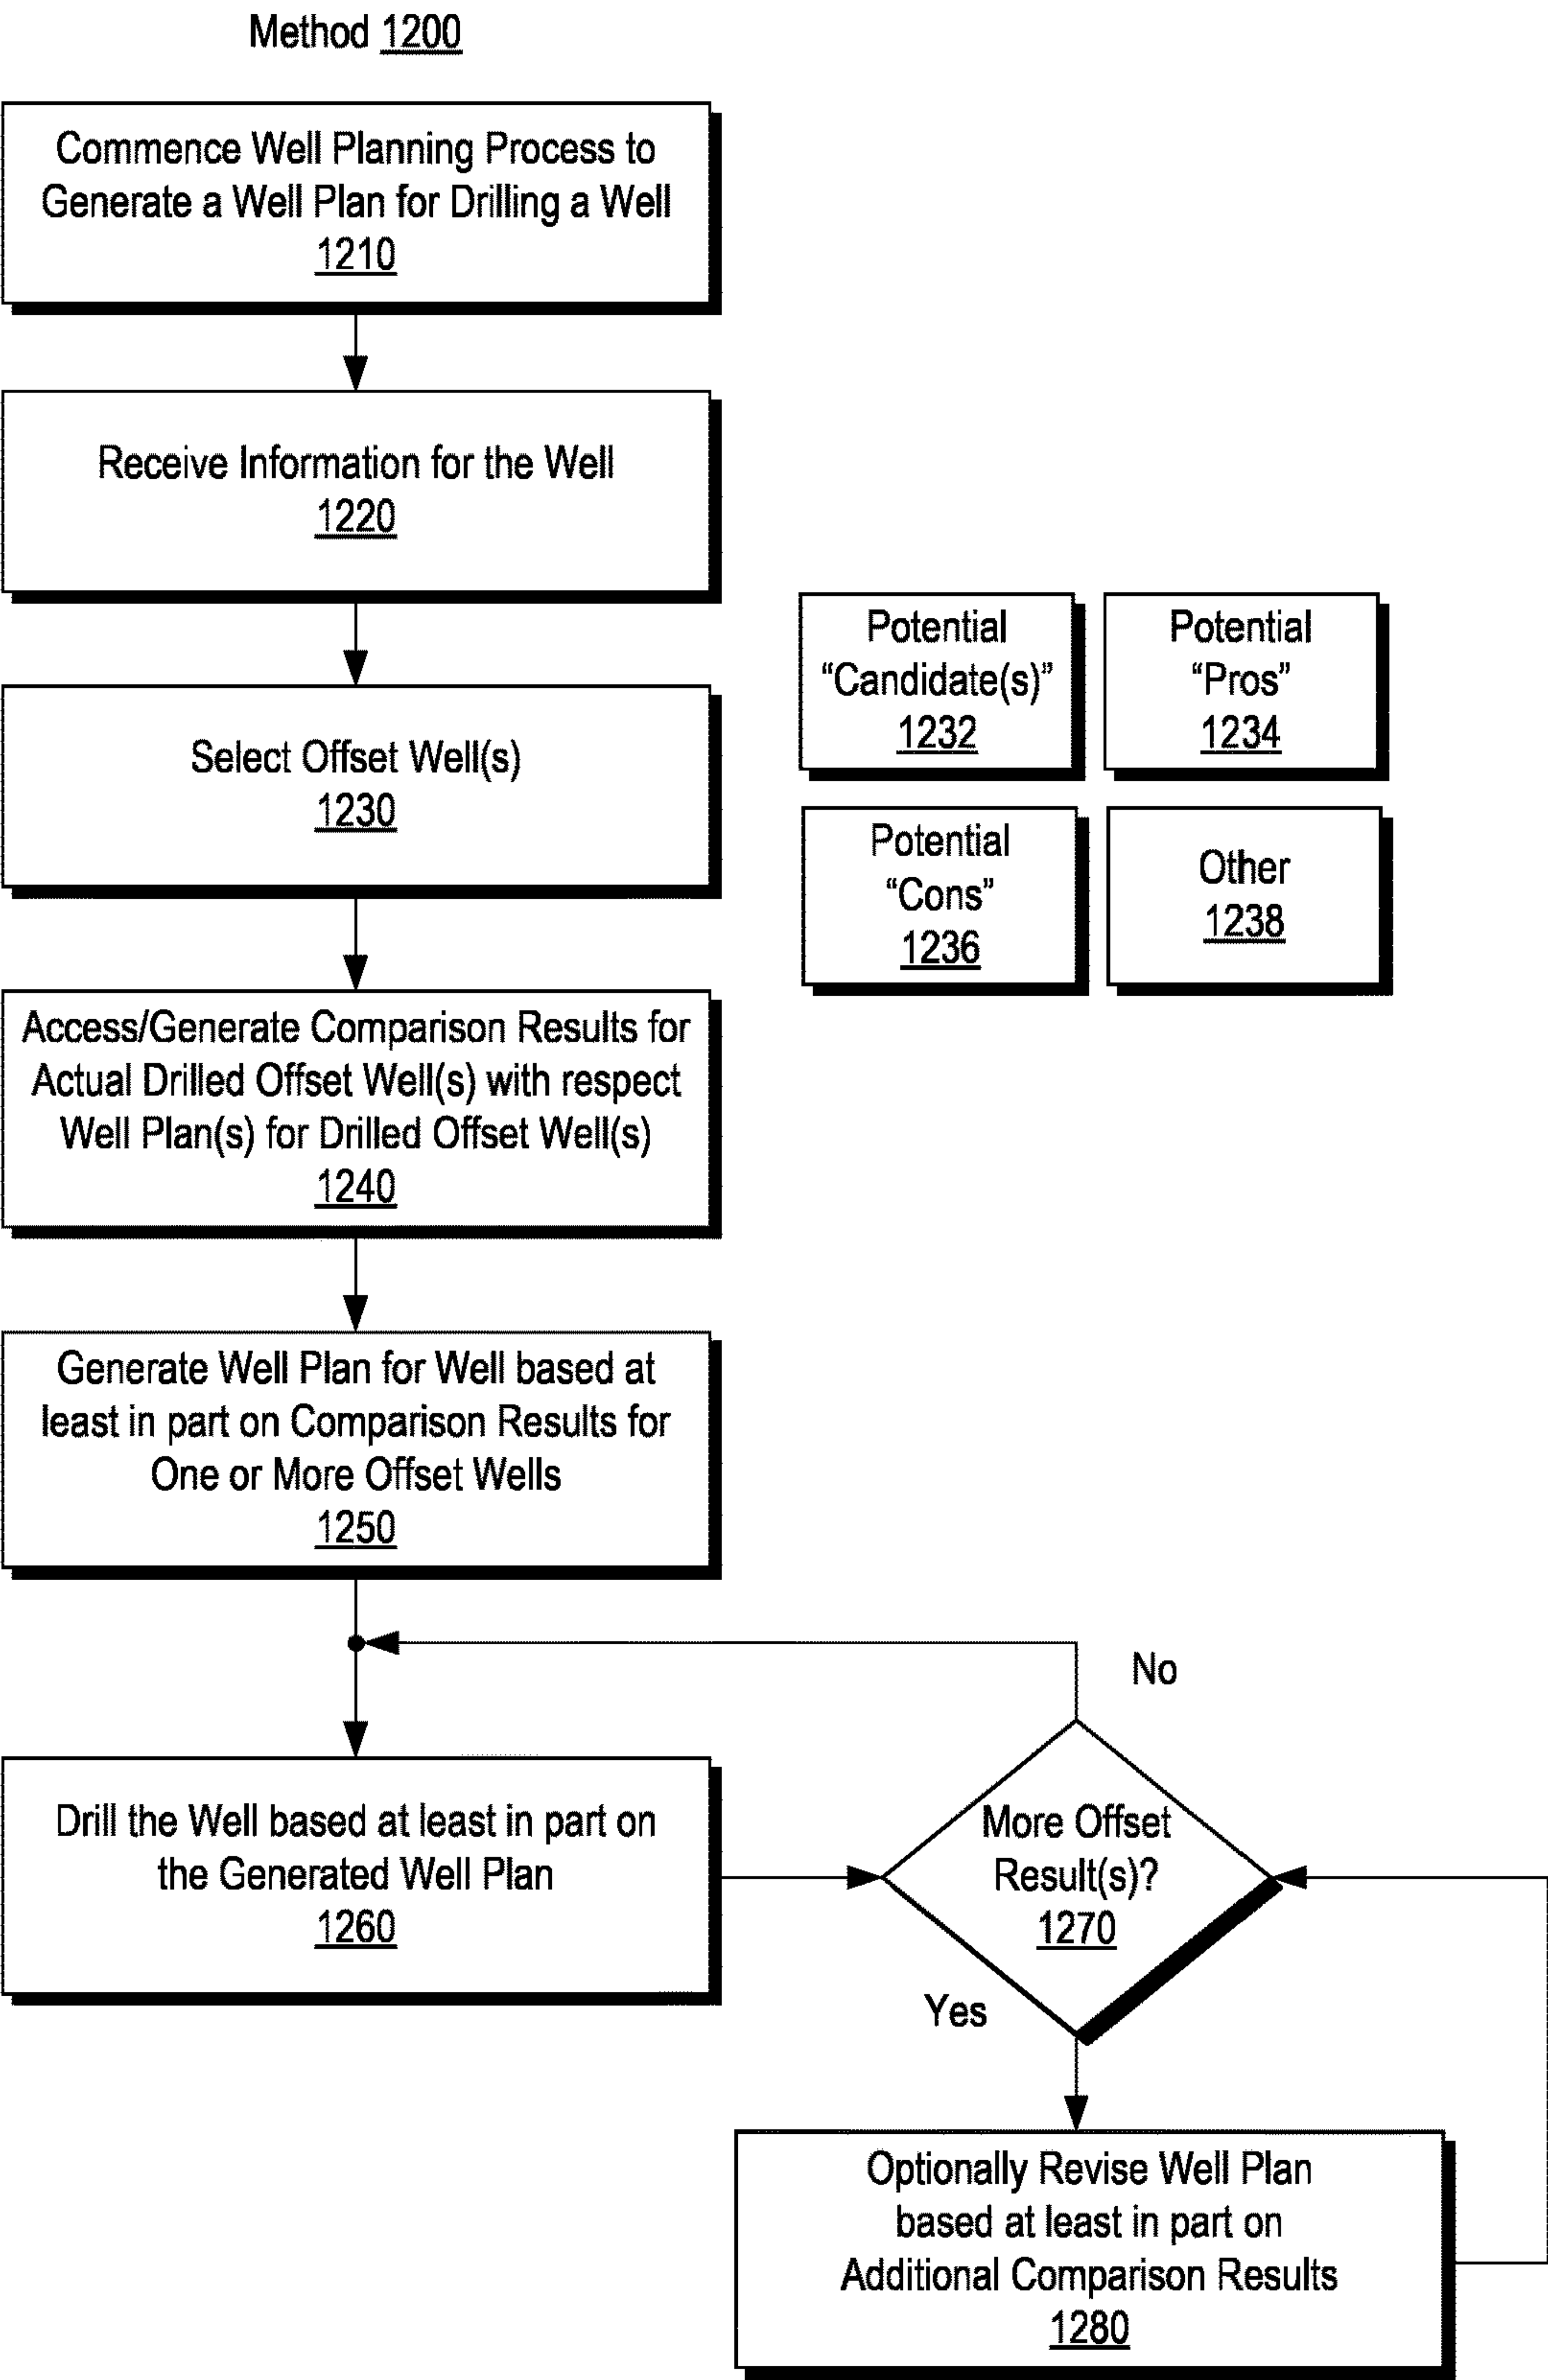 Method 1200
Commence Well Planning Process to
Generate a Well Plan for Drilling a Well
1210
Receive Information for the Well
1220
Select Offset Well(s)
1230
Potential
“Candidate(s)”
1232
Potential
“Pros”
1234
Potential
“Cons”
1236
Other
1238
Access/Generate Comparison Results for
Actual Drilled Offset Well(s) with respect
Well Plan(s) for Drilled Offset Well(s)
1240
Generate Well Plan for Well based at
least in part on Comparison Results for
One or More Offset Wells
1250
Drill the Well based at least in part on
the Generated Well Plan
1260
No
More Offset
Result(s)?
1270
Yes
Optionally Revise Well Plan
based at least in part on
Additional Comparison Results
1280